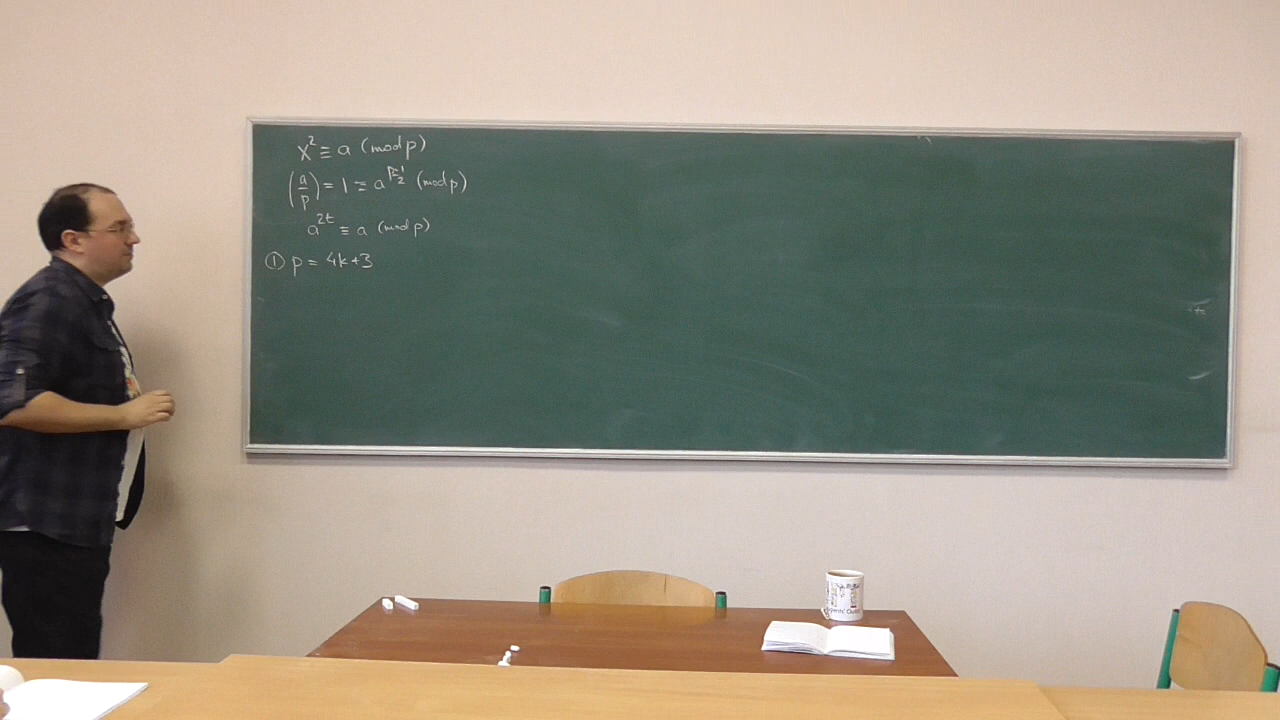 x² ≡ a (mod p)
(a/p) = 1 ≡ a^((p-1)/2) (mod p)
a^(2t) ≡ a (mod p)
① p = 4k+3